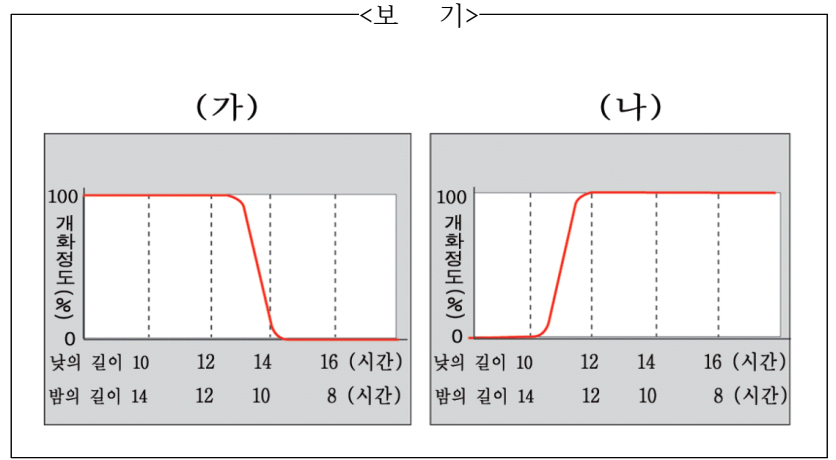 <보 기>
(가) (나)
100 100
개화정도(%) 개화정도(%)
0 0
낮의 길이 10 12 14 16 (시간) 낮의 길이 10 12 14 16 (시간)
밤의 길이 14 12 10 8 (시간) 밤의 길이 14 12 10 8 (시간)